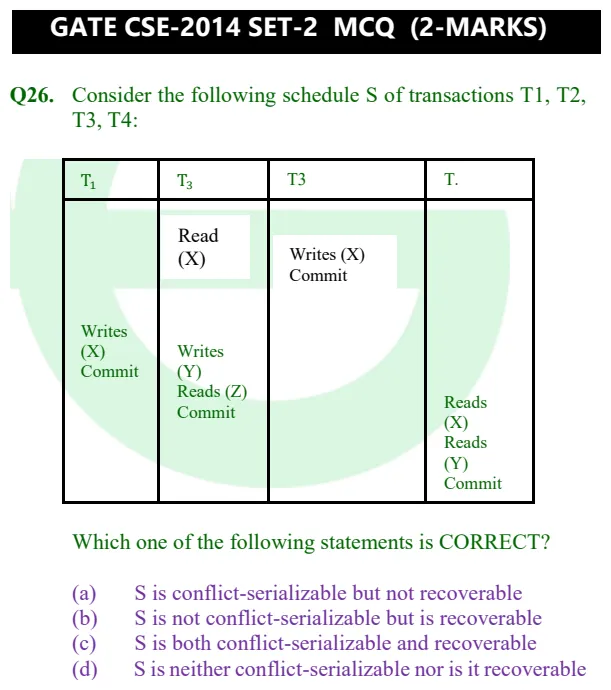 GATE CSE-2014 SET-2 MCQ (2-MARKS)
Q26. Consider the following schedule S of transactions T1, T2,
T3, T4:
T₁ T₃ T3 T.
Read
(X)
Writes (X)
Commit
Writes
(X)
Commit
Writes
(Y)
Reads (Z)
Commit
Reads
(X)
Reads
(Y)
Commit
Which one of the following statements is CORRECT?
(a) S is conflict-serializable but not recoverable
(b) S is not conflict-serializable but is recoverable
(c) S is both conflict-serializable and recoverable
(d) S is neither conflict-serializable nor is it recoverable